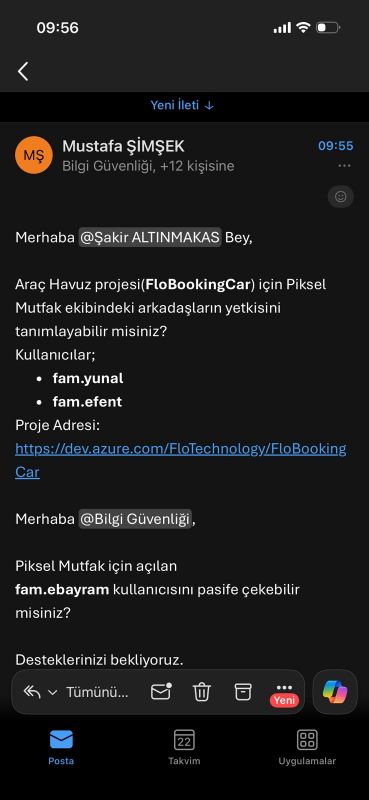 09:56
Yeni İleti ↓
MŞ
Mustafa ŞİMŞEK
09:55
Bilgi Güvenliği, +12 kişisine
Merhaba @Şakir ALTINMAKAS Bey,
Araç Havuz projesi(FloBookingCar) için Piksel
Mutfak ekibindeki arkadaşların yetkisini
tanımlayabilir misiniz?
Kullanıcılar;
• fam.yunal
• fam.efent
Proje Adresi:
https://dev.azure.com/FloTechnology/FloBooking
Car
Merhaba @Bilgi Güvenliği,
Piksel Mutfak için açılan
fam.ebayram kullanıcısını pasife çekebilir
misiniz?
Desteklerinizi bekliyoruz.
Tümünü...
Yeni
22
Posta
Takvim
Uygulamalar